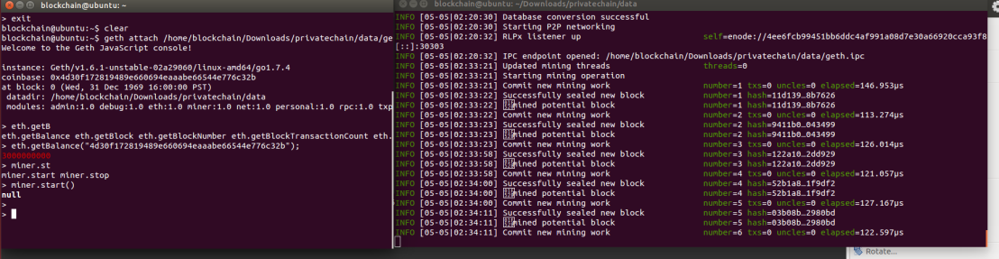 blockchain@ubuntu: ~
> exit
blockchain@ubuntu:~$ clear
blockchain@ubuntu:~$ geth attach /home/blockchain/Downloads/privatechain/data/ge
Welcome to the Geth JavaScript console!
instance: Geth/v1.6.1-unstable-02a29060/linux-amd64/go1.7.4
coinbase: 0x4d30f172819489e660694eaaabe66544e776c32b
at block: 0 (Wed, 31 Dec 1969 16:00:00 PST)
datadir: /home/blockchain/Downloads/privatechain/data
modules: admin:1.0 debug:1.0 eth:1.0 miner:1.0 net:1.0 personal:1.0 rpc:1.0 txp
> eth.getB
eth.getBalance eth.getBlock eth.getBlockNumber eth.getBlockTransactionCount eth.
> eth.getBalance("4d30f172819489e660694eaaabe66544e776c32b");
3000000000
> miner.st
miner.start miner.stop
> miner.start()
null
>
>
blockchain@ubuntu: ~/Downloads/privatechain/data
INFO [05-05|02:20:30] Database conversion successful
INFO [05-05|02:20:30] Starting P2P networking
INFO [05-05|02:20:32] RLPx listener up self=enode://4ee6fcb99451bb6ddc4af991a08d7e30a66920cca93f8
[::]:30303
INFO [05-05|02:20:32] IPC endpoint opened: /home/blockchain/Downloads/privatechain/data/geth.ipc
INFO [05-05|02:33:21] Updated mining threads threads=0
INFO [05-05|02:33:21] Starting mining operation
INFO [05-05|02:33:21] Commit new mining work number=1 txs=0 uncles=0 elapsed=146.953µs
INFO [05-05|02:33:22] Successfully sealed new block number=1 hash=11d139…8b7626
INFO [05-05|02:33:22] mined potential block number=1 hash=11d139…8b7626
INFO [05-05|02:33:22] Commit new mining work number=2 txs=0 uncles=0 elapsed=113.274µs
INFO [05-05|02:33:23] Successfully sealed new block number=2 hash=9411b0…043499
INFO [05-05|02:33:23] mined potential block number=2 hash=9411b0…043499
INFO [05-05|02:33:23] Commit new mining work number=3 txs=0 uncles=0 elapsed=126.014µs
INFO [05-05|02:33:58] Successfully sealed new block number=3 hash=122a10…2dd929
INFO [05-05|02:33:58] mined potential block number=3 hash=122a10…2dd929
INFO [05-05|02:33:58] Commit new mining work number=4 txs=0 uncles=0 elapsed=121.057µs
INFO [05-05|02:34:00] Successfully sealed new block number=4 hash=52b1a8…1f9df2
INFO [05-05|02:34:00] mined potential block number=4 hash=52b1a8…1f9df2
INFO [05-05|02:34:00] Commit new mining work number=5 txs=0 uncles=0 elapsed=127.167µs
INFO [05-05|02:34:11] Successfully sealed new block number=5 hash=03b08b…2980bd
INFO [05-05|02:34:11] mined potential block number=5 hash=03b08b…2980bd
INFO [05-05|02:34:11] Commit new mining work number=6 txs=0 uncles=0 elapsed=122.597µs
Rotate...